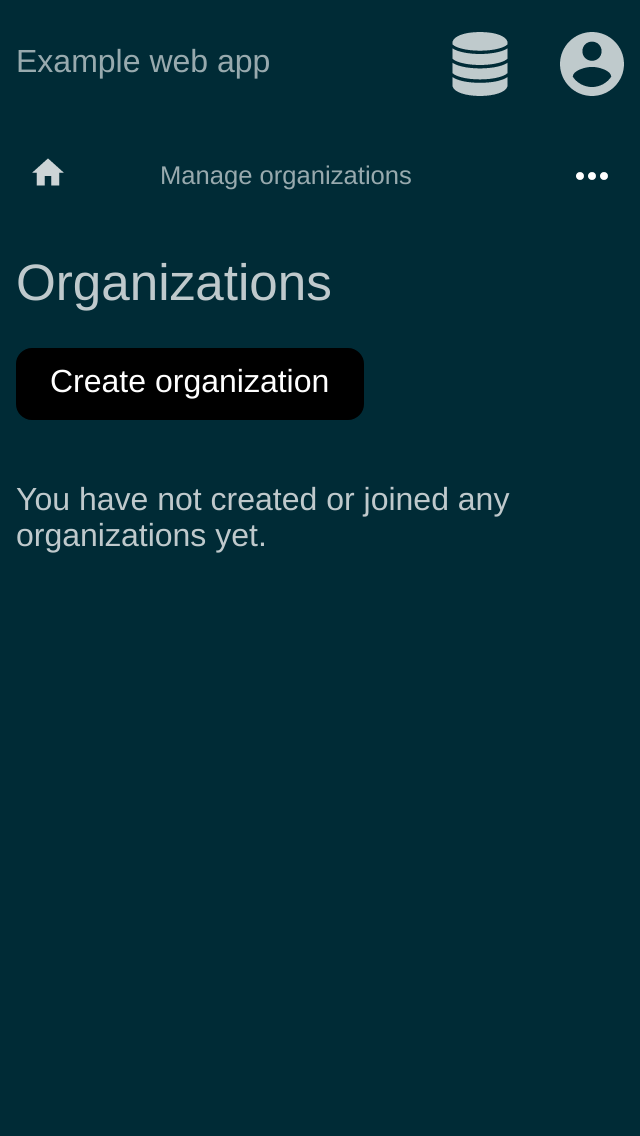 Example web app
Manage organizations
Organizations
Create organization
You have not created or joined any
organizations yet.